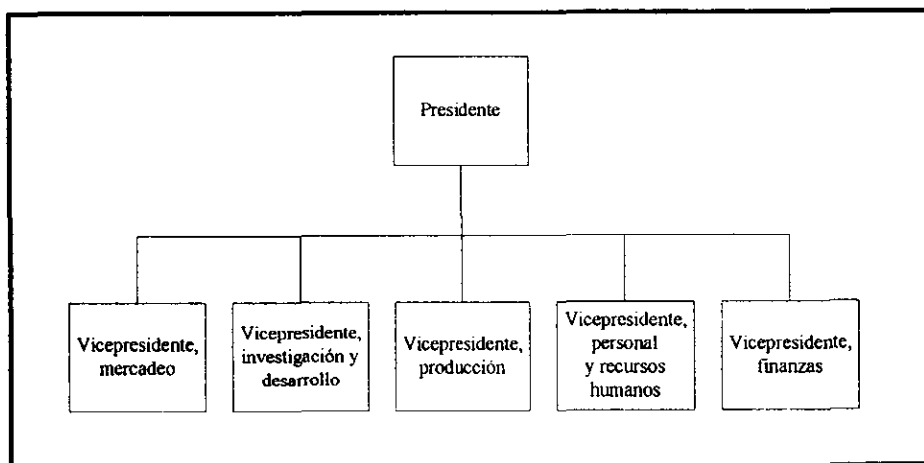 Presidente
Vicepresidente,
mercadeo
Vicepresidente,
investigación y
desarrollo
Vicepresidente,
producción
Vicepresidente,
personal
y recursos
humanos
Vicepresidente,
finanzas